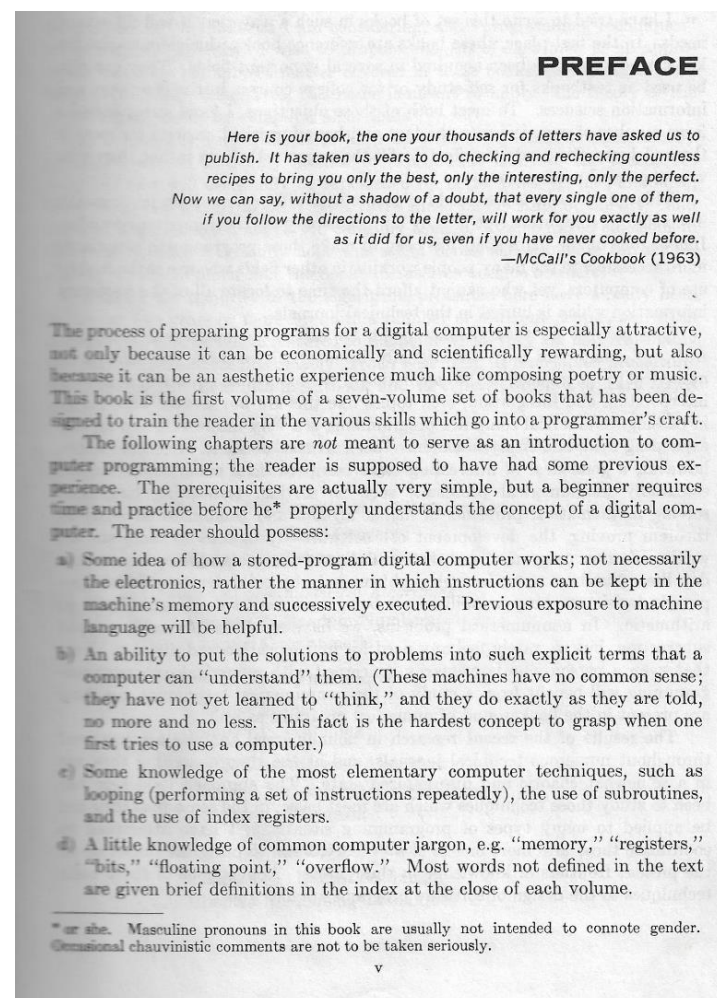 PREFACE
Here is your book, the one your thousands of letters have asked us to
publish. It has taken us years to do, checking and rechecking countless
recipes to bring you only the best, only the interesting, only the perfect.
Now we can say, without a shadow of a doubt, that every single one of them,
if you follow the directions to the letter, will work for you exactly as well
as it did for us, even if you have never cooked before.
—McCall's Cookbook (1963)
The process of preparing programs for a digital computer is especially attractive,
not only because it can be economically and scientifically rewarding, but also
because it can be an aesthetic experience much like composing poetry or music.
This book is the first volume of a seven-volume set of books that has been de-
signed to train the reader in the various skills which go into a programmer's craft.
The following chapters are not meant to serve as an introduction to com-
puter programming; the reader is supposed to have had some previous ex-
perience. The prerequisites are actually very simple, but a beginner requires
time and practice before he* properly understands the concept of a digital com-
puter. The reader should possess:
a) Some idea of how a stored-program digital computer works; not necessarily
the electronics, rather the manner in which instructions can be kept in the
machine's memory and successively executed. Previous exposure to machine
language will be helpful.
b) An ability to put the solutions to problems into such explicit terms that a
computer can “understand” them. (These machines have no common sense;
they have not yet learned to “think,” and they do exactly as they are told,
no more and no less. This fact is the hardest concept to grasp when one
first tries to use a computer.)
c) Some knowledge of the most elementary computer techniques, such as
looping (performing a set of instructions repeatedly), the use of subroutines,
and the use of index registers.
d) A little knowledge of common computer jargon, e.g. “memory,” “registers,”
“bits,” “floating point,” “overflow.” Most words not defined in the text
are given brief definitions in the index at the close of each volume.
* or she. Masculine pronouns in this book are usually not intended to connote gender.
Occasional chauvinistic comments are not to be taken seriously.
v